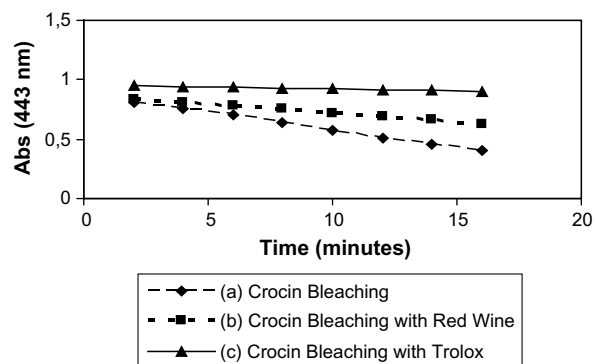 1,5
1
0,5
0
Abs (443 nm)
0 5 10 15 20
Time (minutes)
(a) Crocin Bleaching
(b) Crocin Bleaching with Red Wine
(c) Crocin Bleaching with Trolox